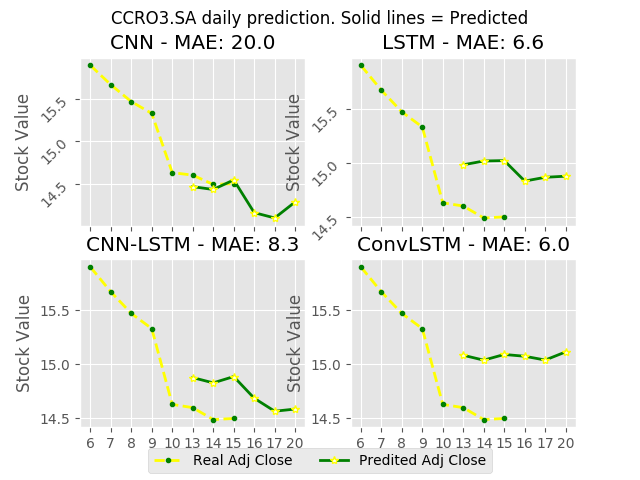 CCRO3.SA daily prediction. Solid lines = Predicted
CNN - MAE: 20.0
LSTM - MAE: 6.6
Stock Value
15.5
15.0
14.5
Stock Value
15.5
15.0
14.5
CNN-LSTM - MAE: 8.3
ConvLSTM - MAE: 6.0
Stock Value
15.5
15.0
14.5
6 7 8 9 10 13 14 15 16 17 20
Stock Value
15.5
15.0
14.5
6 7 8 9 10 13 14 15 16 17 20
Real Adj Close
Predited Adj Close